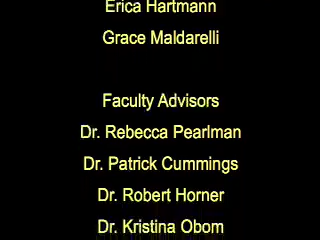 Erica Hartmann
Grace Maldarelli
Faculty Advisors
Dr. Rebecca Pearlman
Dr. Patrick Cummings
Dr. Robert Horner
Dr. Kristina Obom